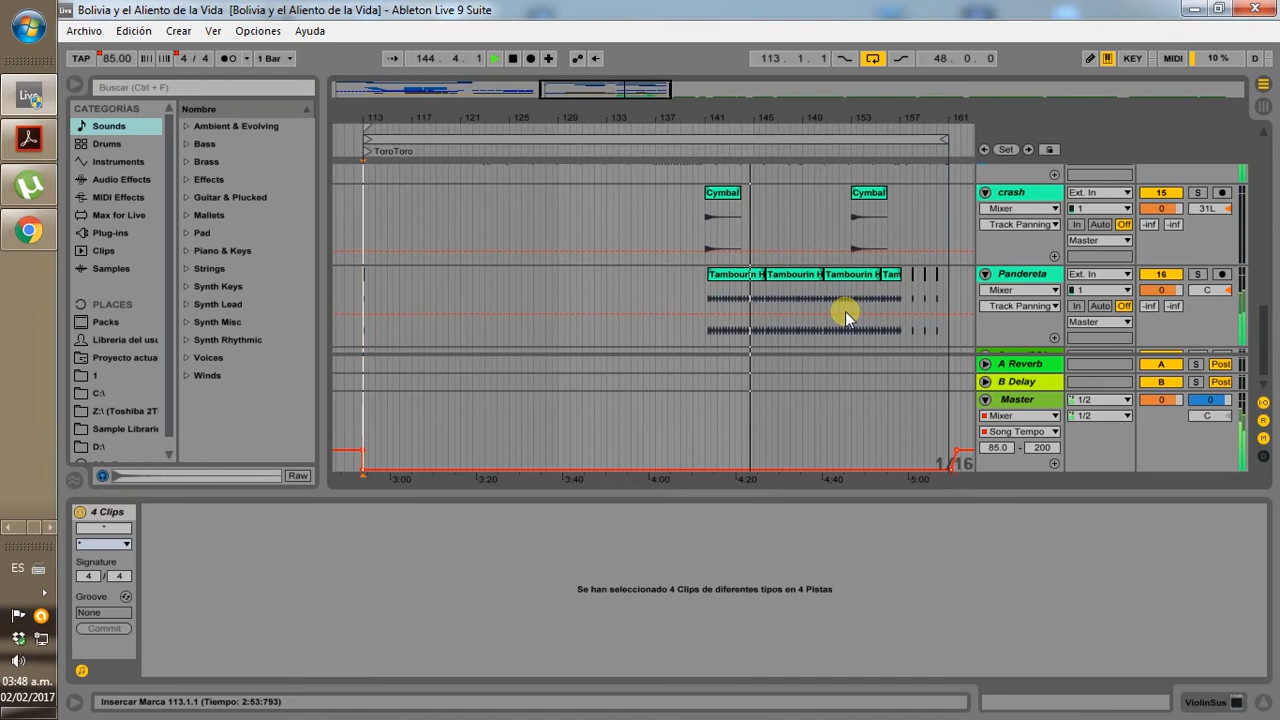 Bolivia y el Aliento de la Vida  [Bolivia y el Aliento de la Vida] - Ableton Live 9 Suite
Archivo Edición Crear Ver Opciones Ayuda
TAP 85.00 4 / 4 1 Bar 144. 4. 1 113. 1. 1 48. 0. 0 KEY MIDI 10 % D
Buscar (Ctrl + F)
CATEGORÍAS
Sounds
Drums
Instruments
Audio Effects
MIDI Effects
Max for Live
Plug-ins
Clips
Samples
PLACES
Packs
Librería del usu
Proyecto actua
1
C:\
Z:\ (Toshiba 2T
Sample Librarie
D:\
Nombre
Ambient & Evolving
Bass
Brass
Effects
Guitar & Plucked
Mallets
Pad
Piano & Keys
Strings
Synth Keys
Synth Lead
Synth Misc
Synth Rhythmic
Voices
Winds
Raw
113 117 121 125 129 133 137 141 145 149 153 157 161
ToroToro
Set
Cymbal Cymbal
crash Ext. In 15 S
Mixer 1 0 31L
Track Panning In Auto Off -inf -inf
Master
Tambourin H Tambourin H Tambourin H Tam
Pandereta Ext. In 16 S
Mixer 1 0 C
Track Panning In Auto Off -inf -inf
Master
A Reverb A S Post
B Delay B S Post
Master 1/2 0 0
Mixer 1/2 C
Song Tempo
85.0 - 200
1/16
3:00 3:20 3:40 4:00 4:20 4:40 5:00
4 Clips
*
*
Signature
4 / 4
Groove
None
Commit
Se han seleccionado 4 Clips de diferentes tipos en 4 Pistas
Insercar Marca 113.1.1 (Tiempo: 2:53:793)
ViolinSus
Live
ES
03:48 a.m.
02/02/2017